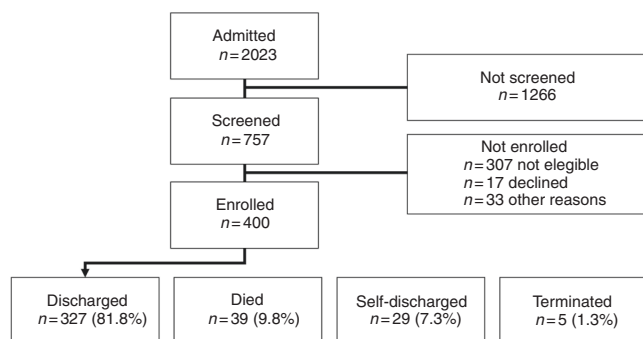 Admitted
n=2023
Not screened
n=1266
Screened
n=757
Not enrolled
n=307 not elegible
n=17 declined
n=33 other reasons
Enrolled
n=400
Discharged
n=327 (81.8%)
Died
n=39 (9.8%)
Self-discharged
n=29 (7.3%)
Terminated
n=5 (1.3%)